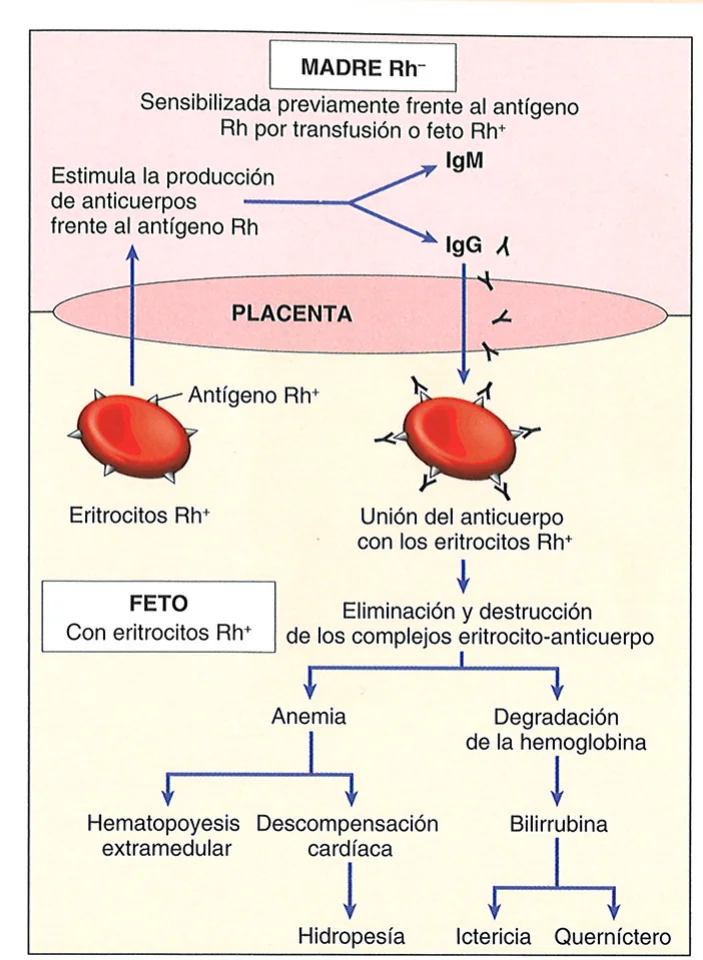 MADRE Rh⁻
Sensibilizada previamente frente al antígeno
Rh por transfusión o feto Rh⁺
Estimula la producción
de anticuerpos
frente al antígeno Rh
IgM
IgG
PLACENTA
Antígeno Rh⁺
Eritrocitos Rh⁺
Unión del anticuerpo
con los eritrocitos Rh⁺
FETO
Con eritrocitos Rh⁺
Eliminación y destrucción
de los complejos eritrocito-anticuerpo
Anemia
Degradación
de la hemoglobina
Hematopoyesis
extramedular
Descompensación
cardíaca
Bilirrubina
Hidropesía
Ictericia
Querníctero